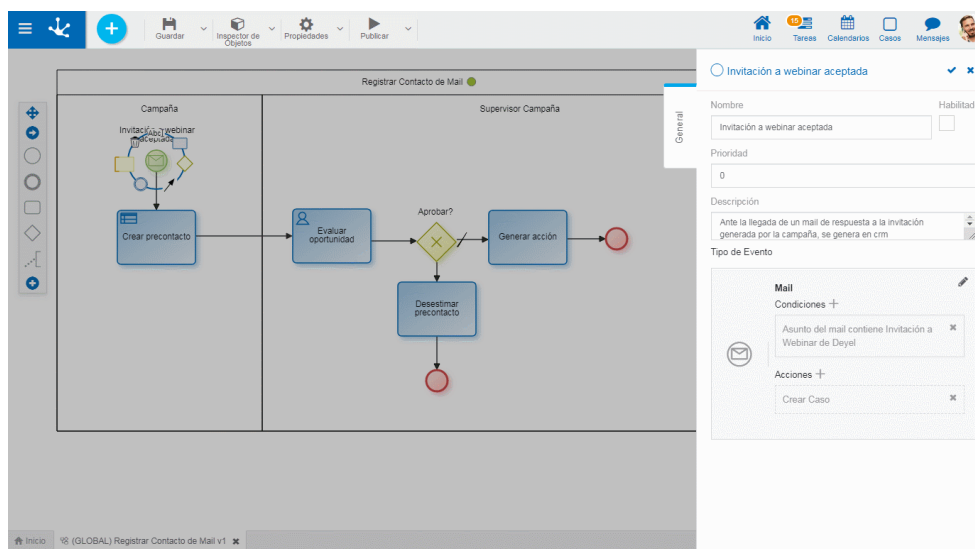 Guardar
Inspector de
Objetos
Propiedades
Publicar
Inicio
15
Tareas
Calendarios
Casos
Mensajes
Registrar Contacto de Mail
Campaña
Supervisor Campaña
Invitación a webinar
aceptada
Abc
Crear precontacto
Evaluar
oportunidad
Aprobar?
Generar acción
Desestimar
precontacto
General
Invitación a webinar aceptada
Nombre
Habilitad
Invitación a webinar aceptada
Prioridad
0
Descripción
Ante la llegada de un mail de respuesta a la invitación
generada por la campaña, se genera en crm
Tipo de Evento
Mail
Condiciones
Asunto del mail contiene Invitación a
Webinar de Deyel
Acciones
Crear Caso
Inicio
(GLOBAL) Registrar Contacto de Mail v1